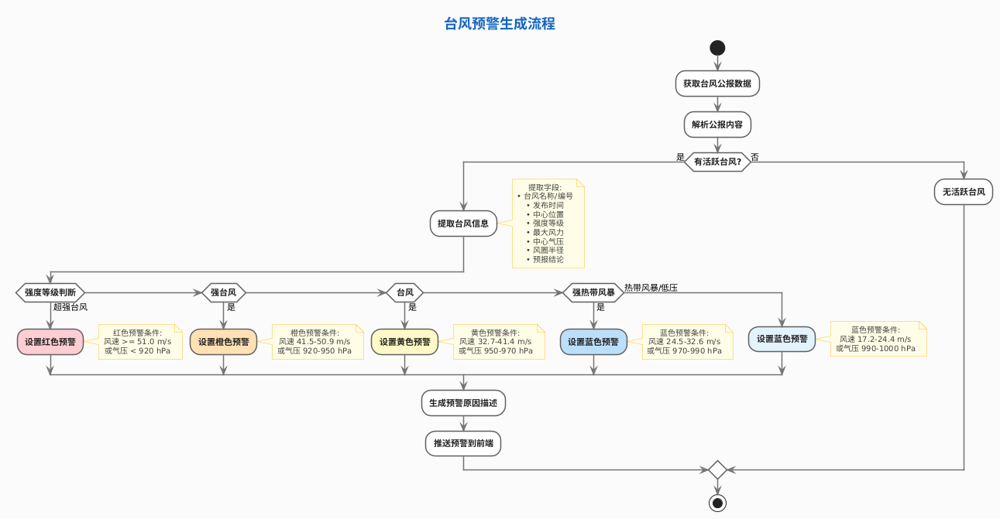 台风预警生成流程
获取台风公报数据
解析公报内容
是
有活跃台风?
否
无活跃台风
提取台风信息
提取字段:
• 台风名称/编号
• 发布时间
• 中心位置
• 强度等级
• 最大风力
• 中心气压
• 风圈半径
• 预报结论
强度等级判断
超强台风
强台风
是
台风
是
强热带风暴
是
热带风暴/低压
设置红色预警
红色预警条件:
风速 >= 51.0 m/s
或气压 < 920 hPa
设置橙色预警
橙色预警条件:
风速 41.5-50.9 m/s
或气压 920-950 hPa
设置黄色预警
黄色预警条件:
风速 32.7-41.4 m/s
或气压 950-970 hPa
设置蓝色预警
蓝色预警条件:
风速 24.5-32.6 m/s
或气压 970-990 hPa
设置蓝色预警
蓝色预警条件:
风速 17.2-24.4 m/s
或气压 990-1000 hPa
生成预警原因描述
推送预警到前端